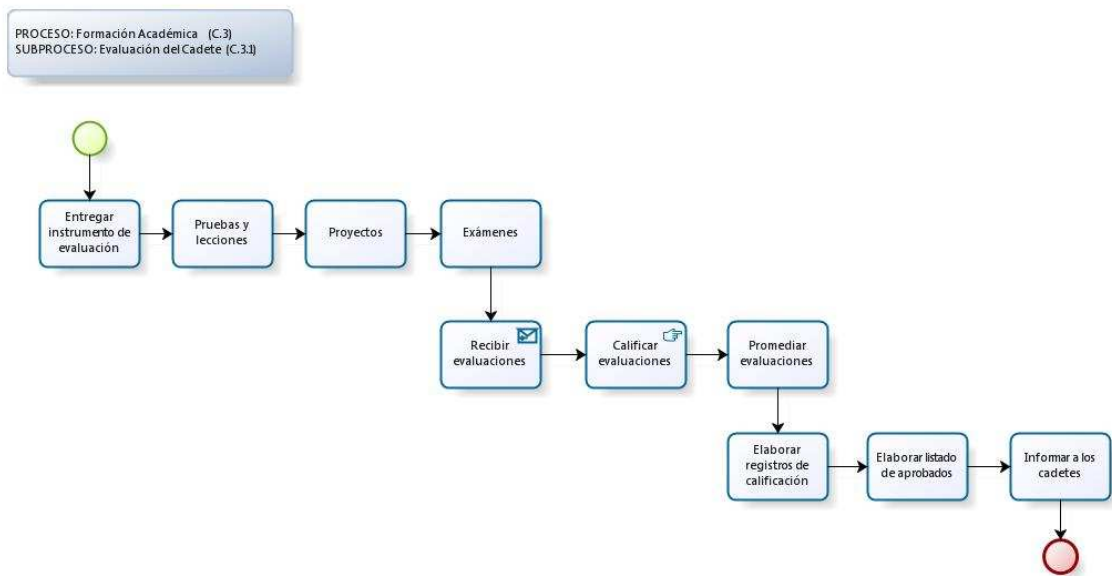 PROCESO: Formación Académica (C.3)
SUBPROCESO: Evaluación del Cadete (C.3.1)
Entregar
instrumento de
evaluación
Pruebas y
lecciones
Proyectos
Exámenes
Recibir
evaluaciones
Calificar
evaluaciones
Promediar
evaluaciones
Elaborar
registros de
calificación
Elaborar listado
de aprobados
Informar a los
cadetes